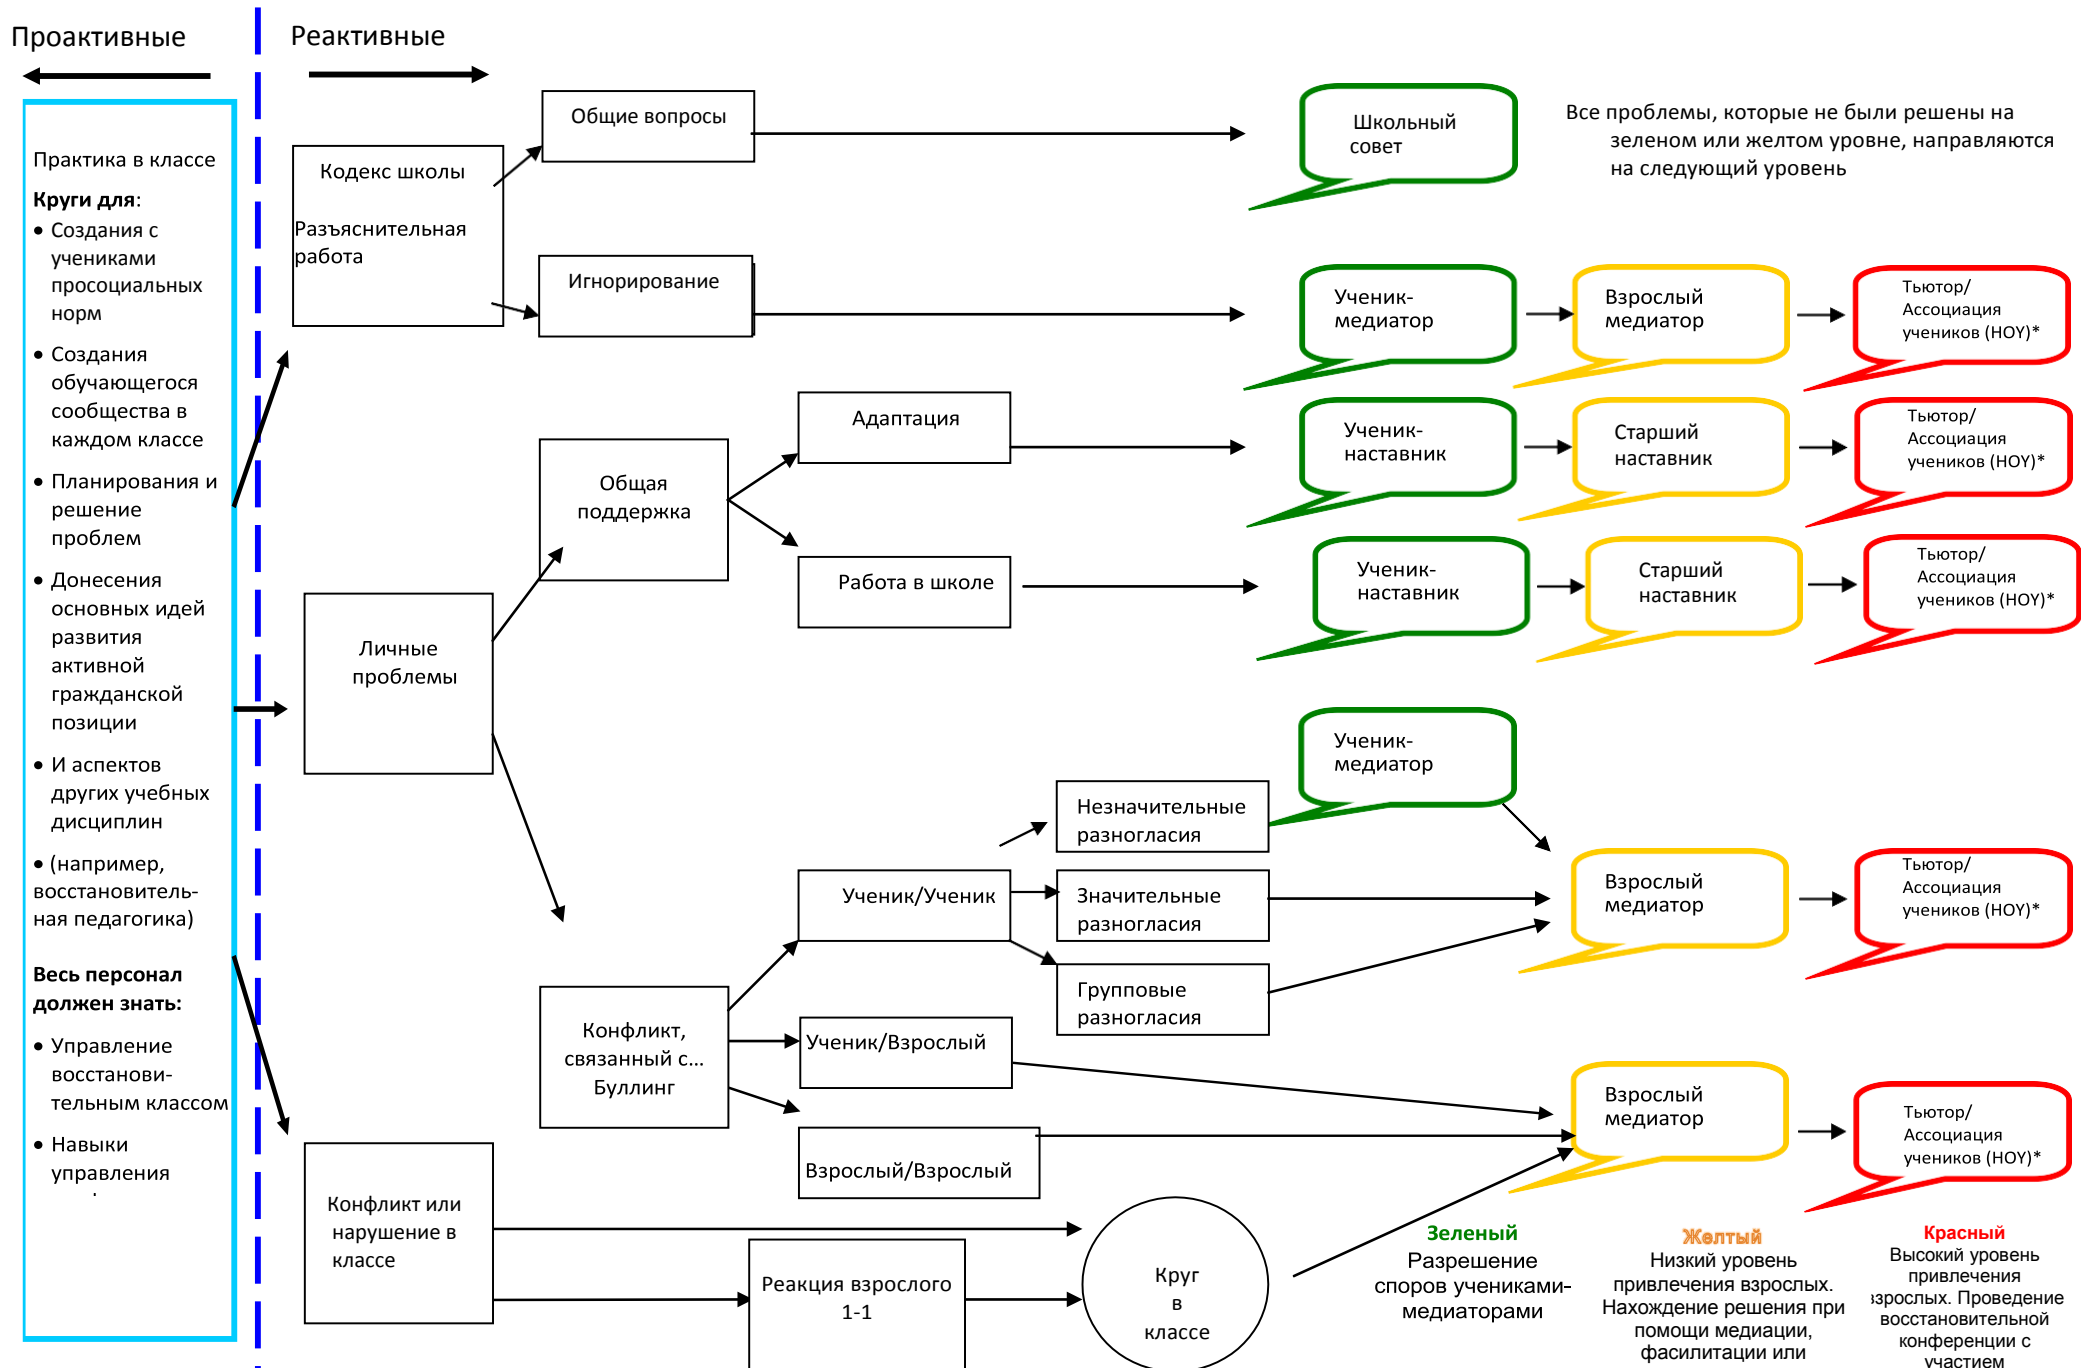 Проактивные
Реактивные
Практика в классе
Круги для:
• Создания с
учениками
просоциальных
норм
• Создания
обучающегося
сообщества в
каждом классе
• Планирования и
решение
проблем
• Донесения
основных идей
развития
активной
гражданской
позиции
• И аспектов
других учебных
дисциплин
• (например,
восстановитель-
ная педагогика)
Весь персонал
должен знать:
• Управление
восстанови-
тельным классом
• Навыки
управления
Кодекс школы
Разъяснительная
работа
Общие вопросы
Школьный
совет
Все проблемы, которые не были решены на
зеленом или желтом уровне, направляются
на следующий уровень
Игнорирование
Ученик-
медиатор
Взрослый
медиатор
Тьютор/
Ассоциация
учеников (HOY)*
Личные
проблемы
Общая
поддержка
Адаптация
Ученик-
наставник
Старший
наставник
Тьютор/
Ассоциация
учеников (HOY)*
Работа в школе
Ученик-
наставник
Старший
наставник
Тьютор/
Ассоциация
учеников (HOY)*
Конфликт,
связанный с...
Буллинг
Ученик/Ученик
Незначительные
разногласия
Ученик-
медиатор
Значительные
разногласия
Групповые
разногласия
Взрослый
медиатор
Тьютор/
Ассоциация
учеников (HOY)*
Ученик/Взрослый
Взрослый/Взрослый
Взрослый
медиатор
Тьютор/
Ассоциация
учеников (HOY)*
Конфликт или
нарушение в
классе
Реакция взрослого
1-1
Круг
в
классе
Зеленый
Разрешение
споров учениками-
медиаторами
Желтый
Низкий уровень
привлечения взрослых.
Нахождение решения при
помощи медиации,
фасилитации или
Красный
Высокий уровень
привлечения
взрослых. Проведение
восстановительной
конференции с
участием